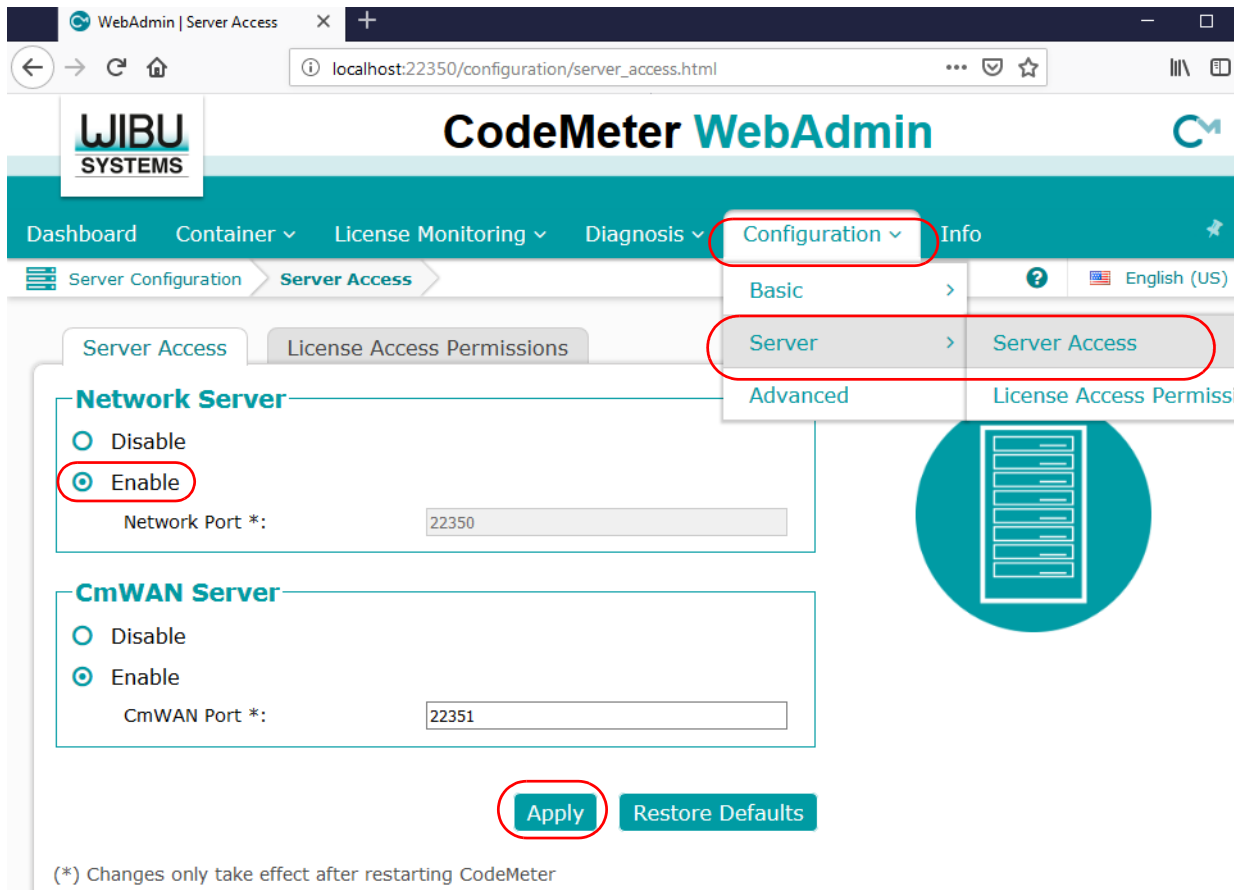 WebAdmin | Server Access
localhost:22350/configuration/server_access.html
WIBU
SYSTEMS
CodeMeter WebAdmin
CM
Dashboard Container License Monitoring Diagnosis Configuration Info
Server Configuration Server Access
English (US)
Basic
Server
Server Access
Advanced
License Access Permissi
Server Access License Access Permissions
Network Server
Disable
Enable
Network Port *: 22350
CmWAN Server
Disable
Enable
CmWAN Port *: 22351
Apply Restore Defaults
(*) Changes only take effect after restarting CodeMeter